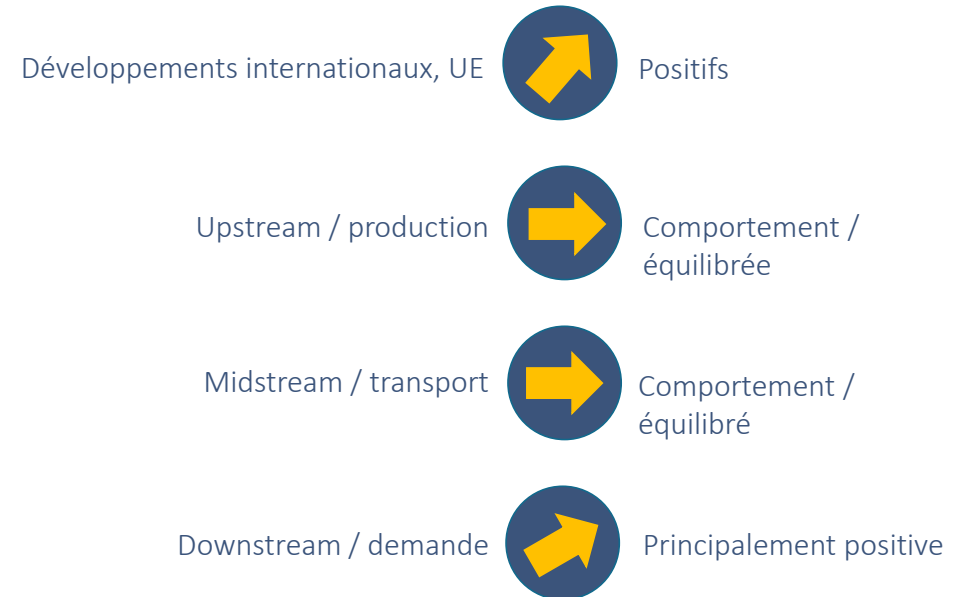 Développements internationaux, UE
Positifs
Upstream / production
Comportement /
équilibrée
Midstream / transport
Comportement /
équilibré
Downstream / demande
Principalement positive